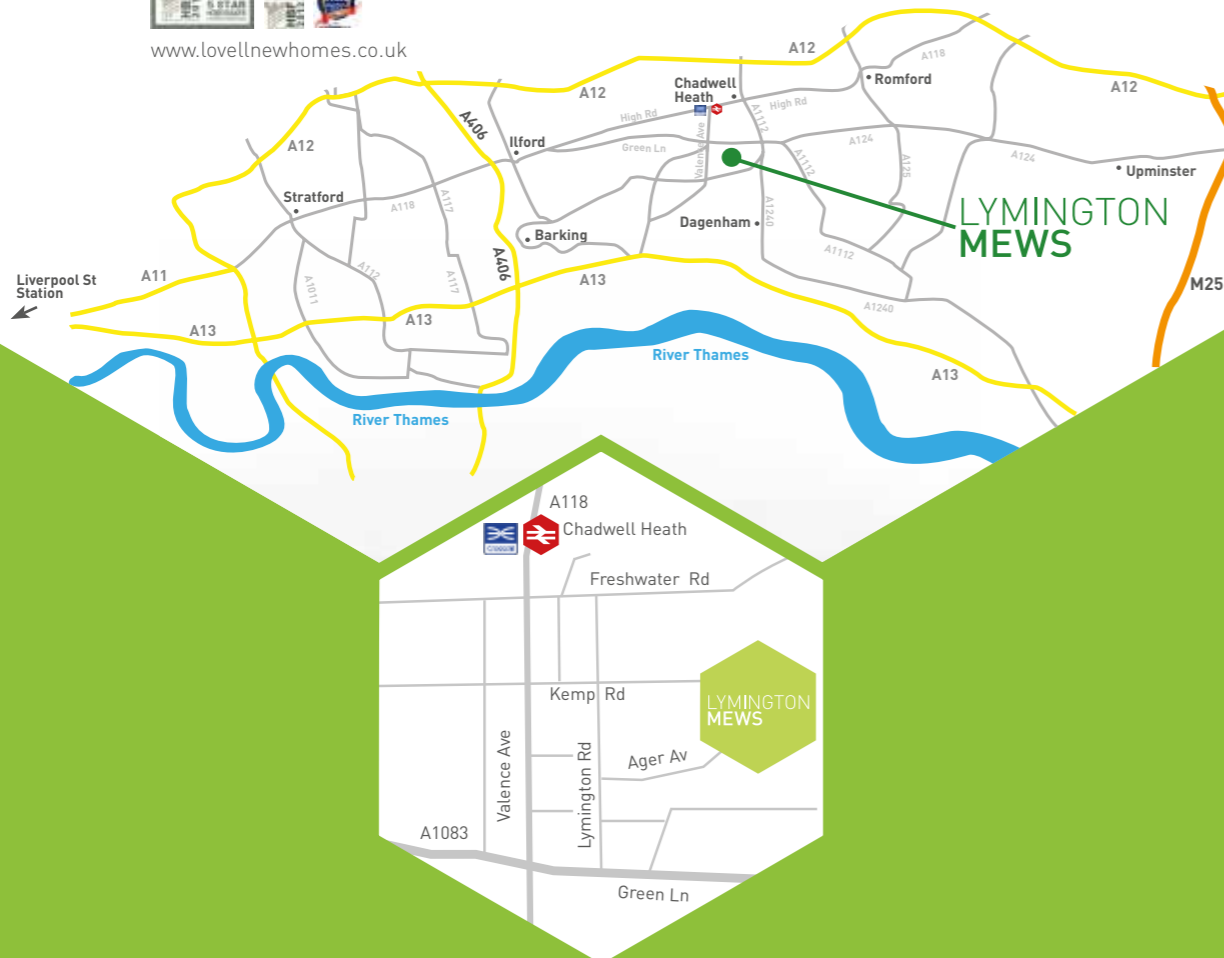 5 STAR
www.lovellnewhomes.co.uk
A12
A118
Romford
Chadwell
Heath
A12
A12
High Rd
High Rd
A406
A1112
A12
Ilford
Green Ln
Valence Ave
A1112
A124
A125
A124
Upminster
Stratford
A118
A117
LYMINGTON
MEWS
Dagenham
A1240
Barking
A1112
A406
Liverpool St
Station
A11
A1011
A112
A117
A13
M25
A13
A13
A1240
River Thames
A13
River Thames
A118
Chadwell Heath
Freshwater Rd
Kemp Rd
LYMINGTON
MEWS
Valence Ave
Lymington Rd
Ager Av
A1083
Green Ln